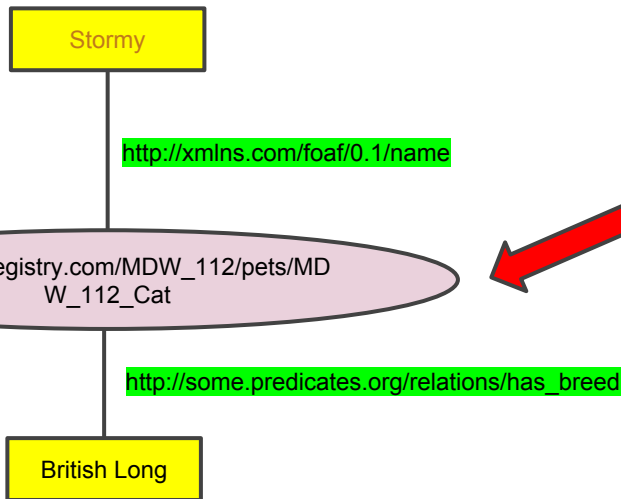 Stormy
http://xmlns.com/foaf/0.1/name
egistry.com/MDW_112/pets/MD
W_112_Cat
http://some.predicates.org/relations/has_breed
British Long